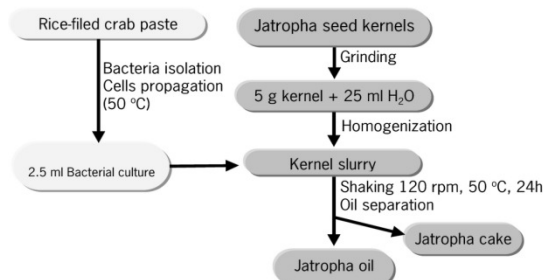 Rice-filed crab paste
Bacteria isolation
Cells propagation
(50 °C)
2.5 ml Bacterial culture
Jatropha seed kernels
Grinding
5 g kernel + 25 ml H₂O
Homogenization
Kernel slurry
Shaking 120 rpm, 50 °C, 24h
Oil separation
Jatropha cake
Jatropha oil